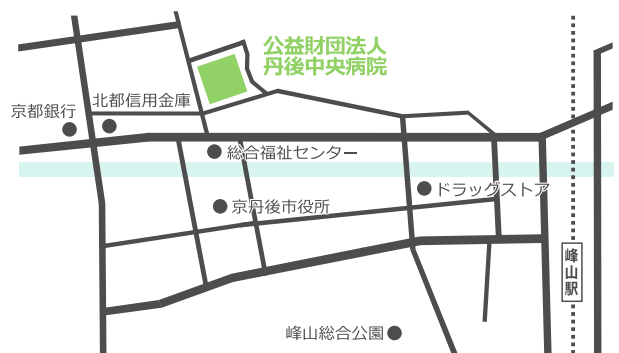 公益財団法人
丹後中央病院
北都信用金庫
京都銀行
総合福祉センター
ドラッグストア
京丹後市役所
峰山駅
峰山総合公園